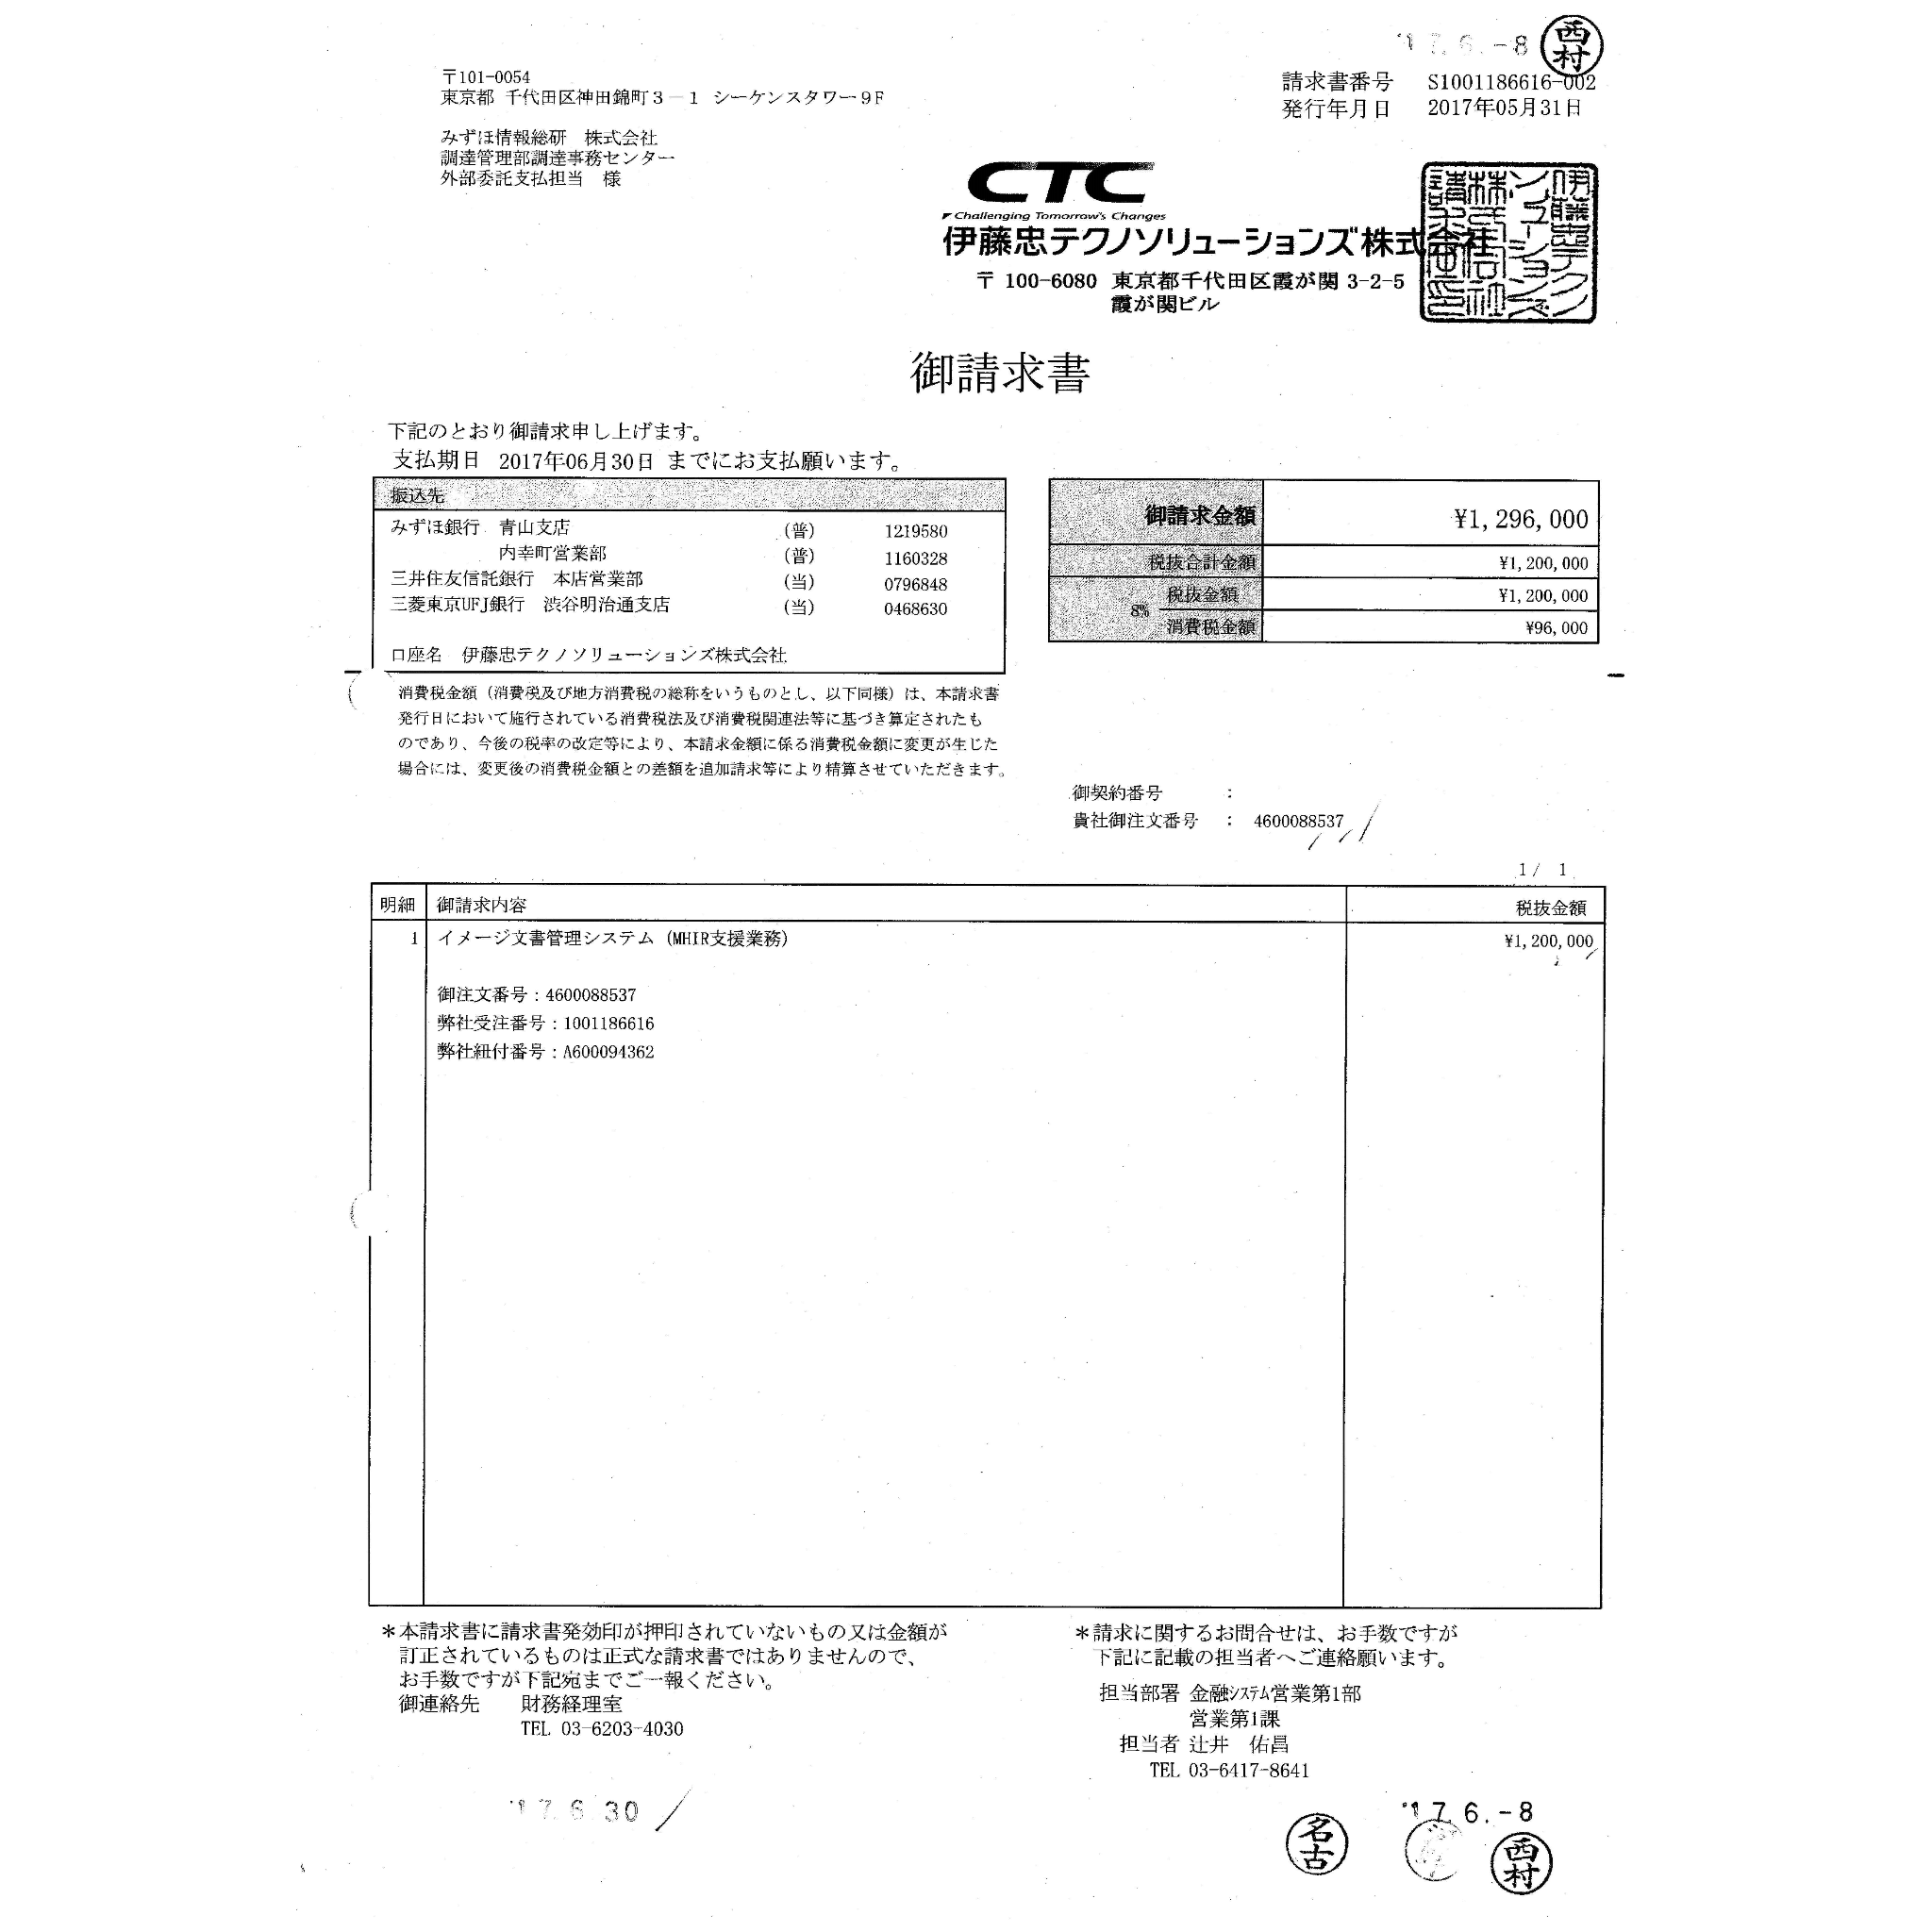 '17. 6. -8
西村
〒101-0054
東京都 千代田区神田錦町3-1 シーケンスタワー9F
請求書番号 S1001186616-002
発行年月日 2017年05月31日
みずほ情報総研 株式会社
調達管理部調達事務センター
外部委託支払担当 様
CTC
Challenging Tomorrow's Changes
伊藤忠テクノソリューションズ株式会社
〒100-6080 東京都千代田区霞が関 3-2-5
霞が関ビル
御請求書
下記のとおり御請求申し上げます。
支払期日 2017年06月30日 までにお支払願います。
振込先
みずほ銀行 青山支店 (普) 1219580
内幸町営業部 (普) 1160328
三井住友信託銀行 本店営業部 (当) 0796848
三菱東京UFJ銀行 渋谷明治通支店 (当) 0468630
口座名 伊藤忠テクノソリューションズ株式会社
御請求金額 ¥1,296,000
税抜合計金額 ¥1,200,000
8% 税抜金額 ¥1,200,000
消費税金額 ¥96,000
消費税金額（消費税及び地方消費税の総称をいうものとし、以下同様）は、本請求書
発行日において施行されている消費税法及び消費税関連法等に基づき算定されたも
のであり、今後の税率の改定等により、本請求金額に係る消費税金額に変更が生じた
場合には、変更後の消費税金額との差額を追加請求等により精算させていただきます。
御契約番号 :
貴社御注文番号 : 4600088537
1/ 1
明細 御請求内容 税抜金額
1 イメージ文書管理システム（MHIR支援業務） ¥1,200,000
御注文番号：4600088537
弊社受注番号：1001186616
弊社紐付番号：A600094362
＊本請求書に請求書発効印が押印されていないもの又は金額が
訂正されているものは正式な請求書ではありませんので、
お手数ですが下記宛までご一報ください。
御連絡先 財務経理室
TEL 03-6203-4030
＊請求に関するお問合せは、お手数ですが
下記に記載の担当者へご連絡願います。
担当部署 金融ｼｽﾃﾑ営業第1部
営業第1課
担当者 辻井 佑昌
TEL 03-6417-8641
'17. 6. 30
'17. 6. -8
名古
西村